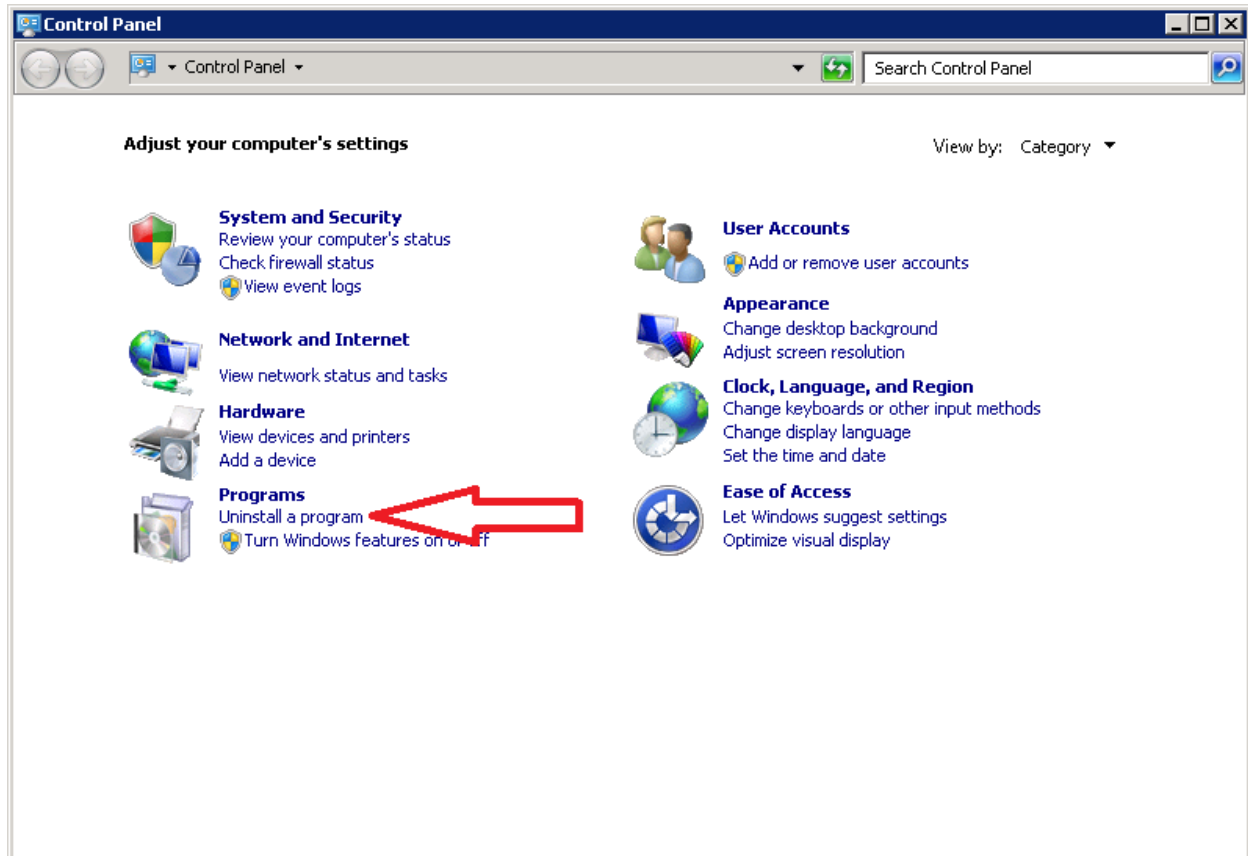 Control Panel
Control Panel
Search Control Panel
Adjust your computer's settings
View by: Category
System and Security
Review your computer's status
Check firewall status
View event logs
Network and Internet
View network status and tasks
Hardware
View devices and printers
Add a device
Programs
Uninstall a program
Turn Windows features on or off
User Accounts
Add or remove user accounts
Appearance
Change desktop background
Adjust screen resolution
Clock, Language, and Region
Change keyboards or other input methods
Change display language
Set the time and date
Ease of Access
Let Windows suggest settings
Optimize visual display